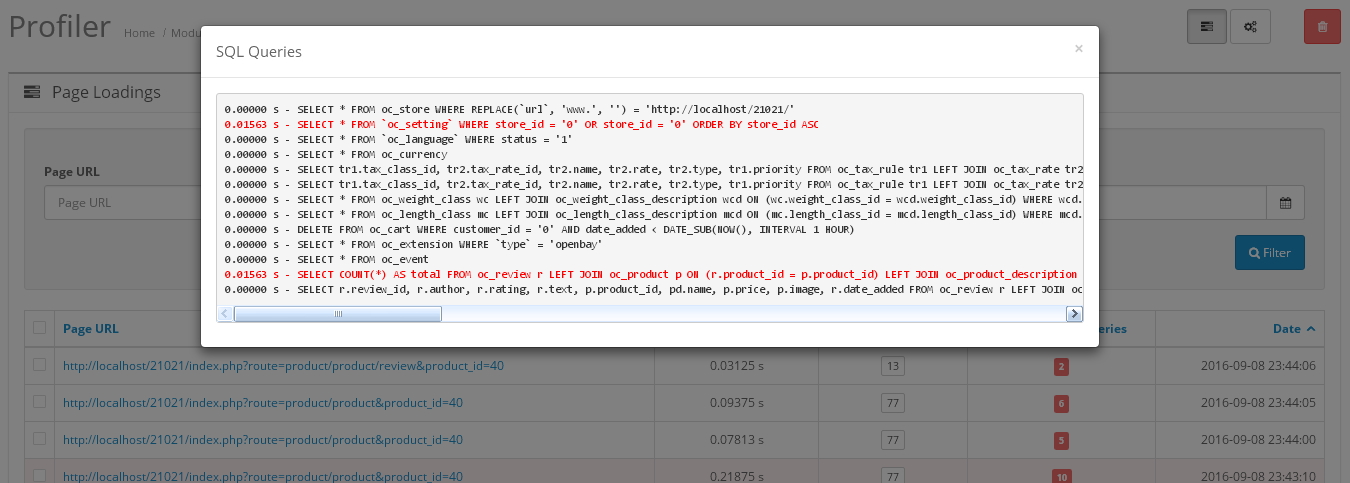 Profiler
Home / Modu
SQL Queries
×
0.00000 s - SELECT * FROM oc_store WHERE REPLACE(`url`, 'www.', '') = 'http://localhost/21021/'
0.01563 s - SELECT * FROM `oc_setting` WHERE store_id = '0' OR store_id = '0' ORDER BY store_id ASC
0.00000 s - SELECT * FROM `oc_language` WHERE status = '1'
0.00000 s - SELECT * FROM oc_currency
0.00000 s - SELECT tr1.tax_class_id, tr2.tax_rate_id, tr2.name, tr2.rate, tr2.type, tr1.priority FROM oc_tax_rule tr1 LEFT JOIN oc_tax_rate tr2
0.00000 s - SELECT tr1.tax_class_id, tr2.tax_rate_id, tr2.name, tr2.rate, tr2.type, tr1.priority FROM oc_tax_rule tr1 LEFT JOIN oc_tax_rate tr2
0.00000 s - SELECT * FROM oc_weight_class wc LEFT JOIN oc_weight_class_description wcd ON (wc.weight_class_id = wcd.weight_class_id) WHERE wcd.
0.00000 s - SELECT * FROM oc_length_class mc LEFT JOIN oc_length_class_description mcd ON (mc.length_class_id = mcd.length_class_id) WHERE mcd.
0.00000 s - DELETE FROM oc_cart WHERE customer_id = '0' AND date_added < DATE_SUB(NOW(), INTERVAL 1 HOUR)
0.00000 s - SELECT * FROM oc_extension WHERE `type` = 'openbay'
0.00000 s - SELECT * FROM oc_event
0.01563 s - SELECT COUNT(*) AS total FROM oc_review r LEFT JOIN oc_product p ON (r.product_id = p.product_id) LEFT JOIN oc_product_description
0.00000 s - SELECT r.review_id, r.author, r.rating, r.text, p.product_id, pd.name, p.price, p.image, r.date_added FROM oc_review r LEFT JOIN oc
Page Loadings
Page URL
Page URL
Filter
Page URL eries Date
http://localhost/21021/index.php?route=product/product/review&product_id=40 0.03125 s 13 2 2016-09-08 23:44:06
http://localhost/21021/index.php?route=product/product&product_id=40 0.09375 s 77 6 2016-09-08 23:44:05
http://localhost/21021/index.php?route=product/product&product_id=40 0.07813 s 77 5 2016-09-08 23:44:00
http://localhost/21021/index.php?route=product/product&product_id=40 0.21875 s 77 10 2016-09-08 23:43:10